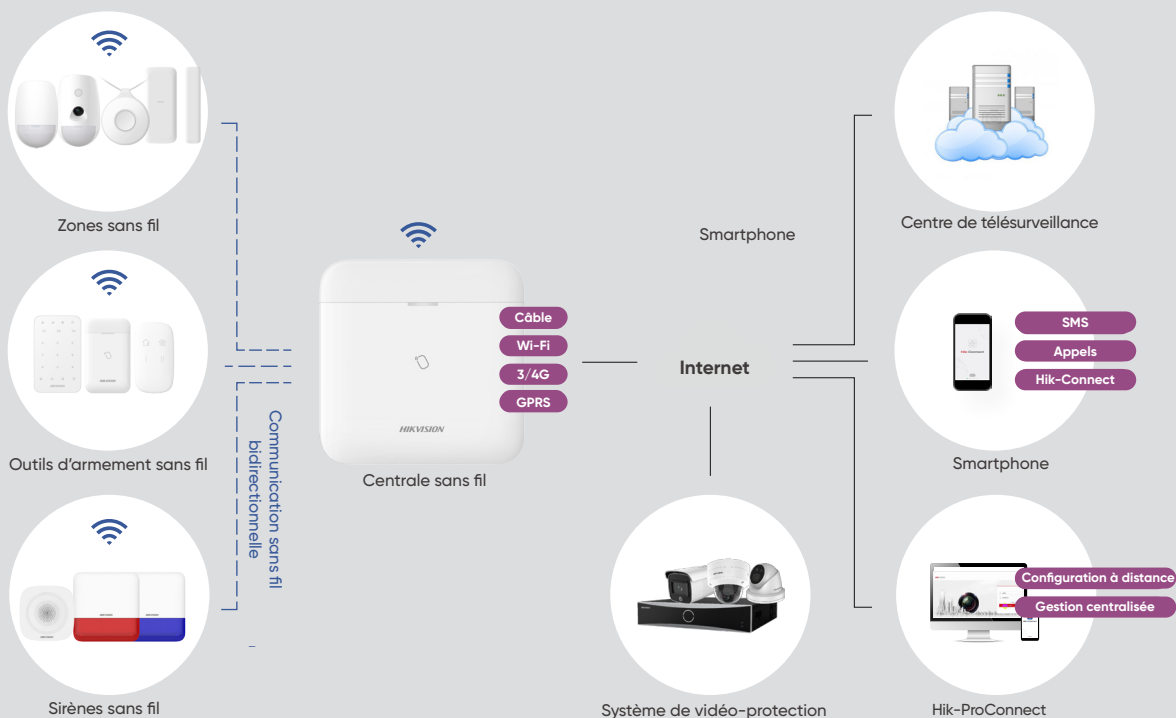 Zones sans fil
Outils d'armement sans fil
Sirènes sans fil
Communication sans fil
bidirectionnelle
Câble
Wi-Fi
3/4G
GPRS
HIKVISION
Centrale sans fil
Internet
Smartphone
Système de vidéo-protection
Centre de télésurveillance
SMS
Appels
Hik-Connect
Smartphone
Configuration à distance
Gestion centralisée
Hik-ProConnect